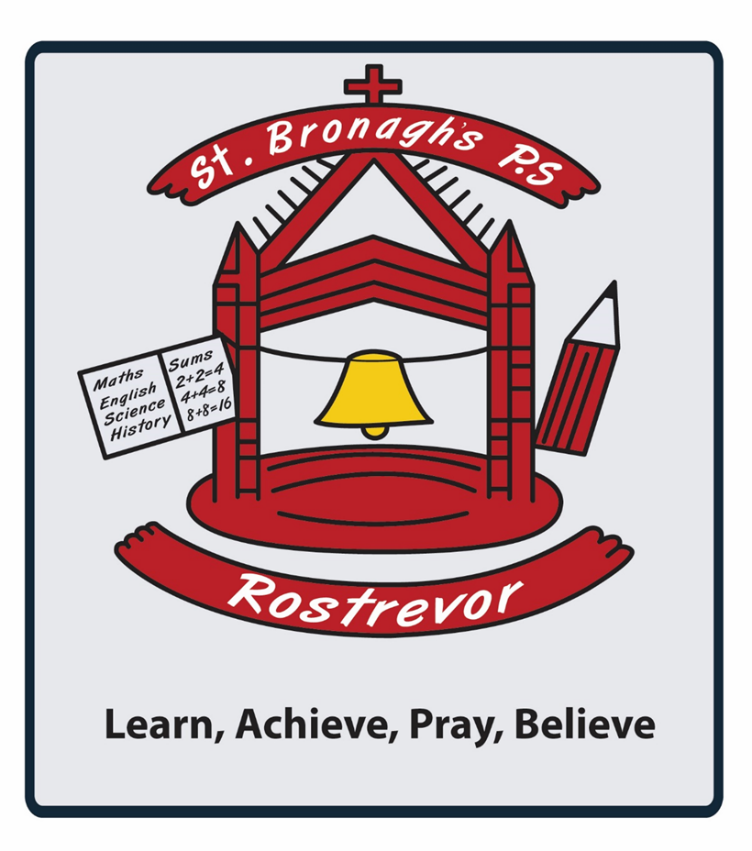 St. Bronagh's P.S
Maths
English
Science
History
Sums
2+2=4
4+4=8
8+8=16
Rostrevor
Learn, Achieve, Pray, Believe